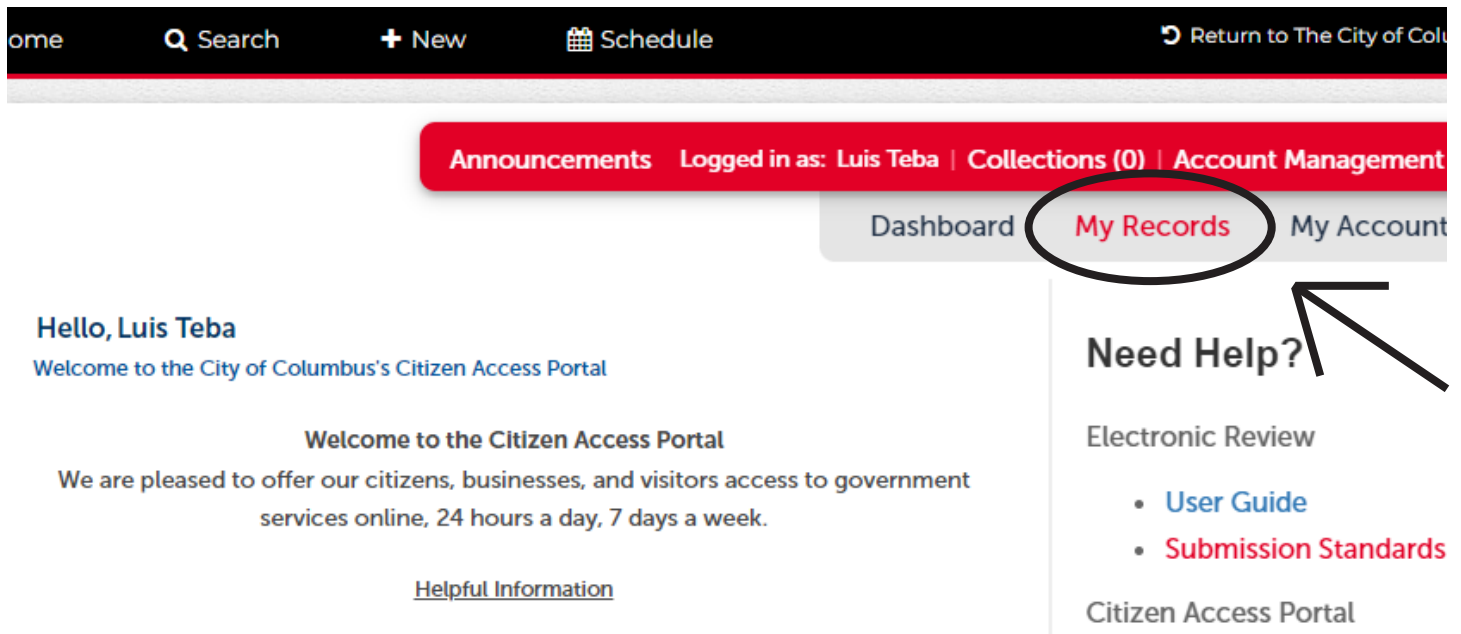 ome Search New Schedule Return to The City of Colu
Announcements Logged in as: Luis Teba | Collections (0) | Account Management
Dashboard My Records My Account
Hello, Luis Teba
Welcome to the City of Columbus's Citizen Access Portal
Welcome to the Citizen Access Portal
We are pleased to offer our citizens, businesses, and visitors access to government
services online, 24 hours a day, 7 days a week.
Helpful Information
Need Help?
Electronic Review
• User Guide
• Submission Standards
Citizen Access Portal